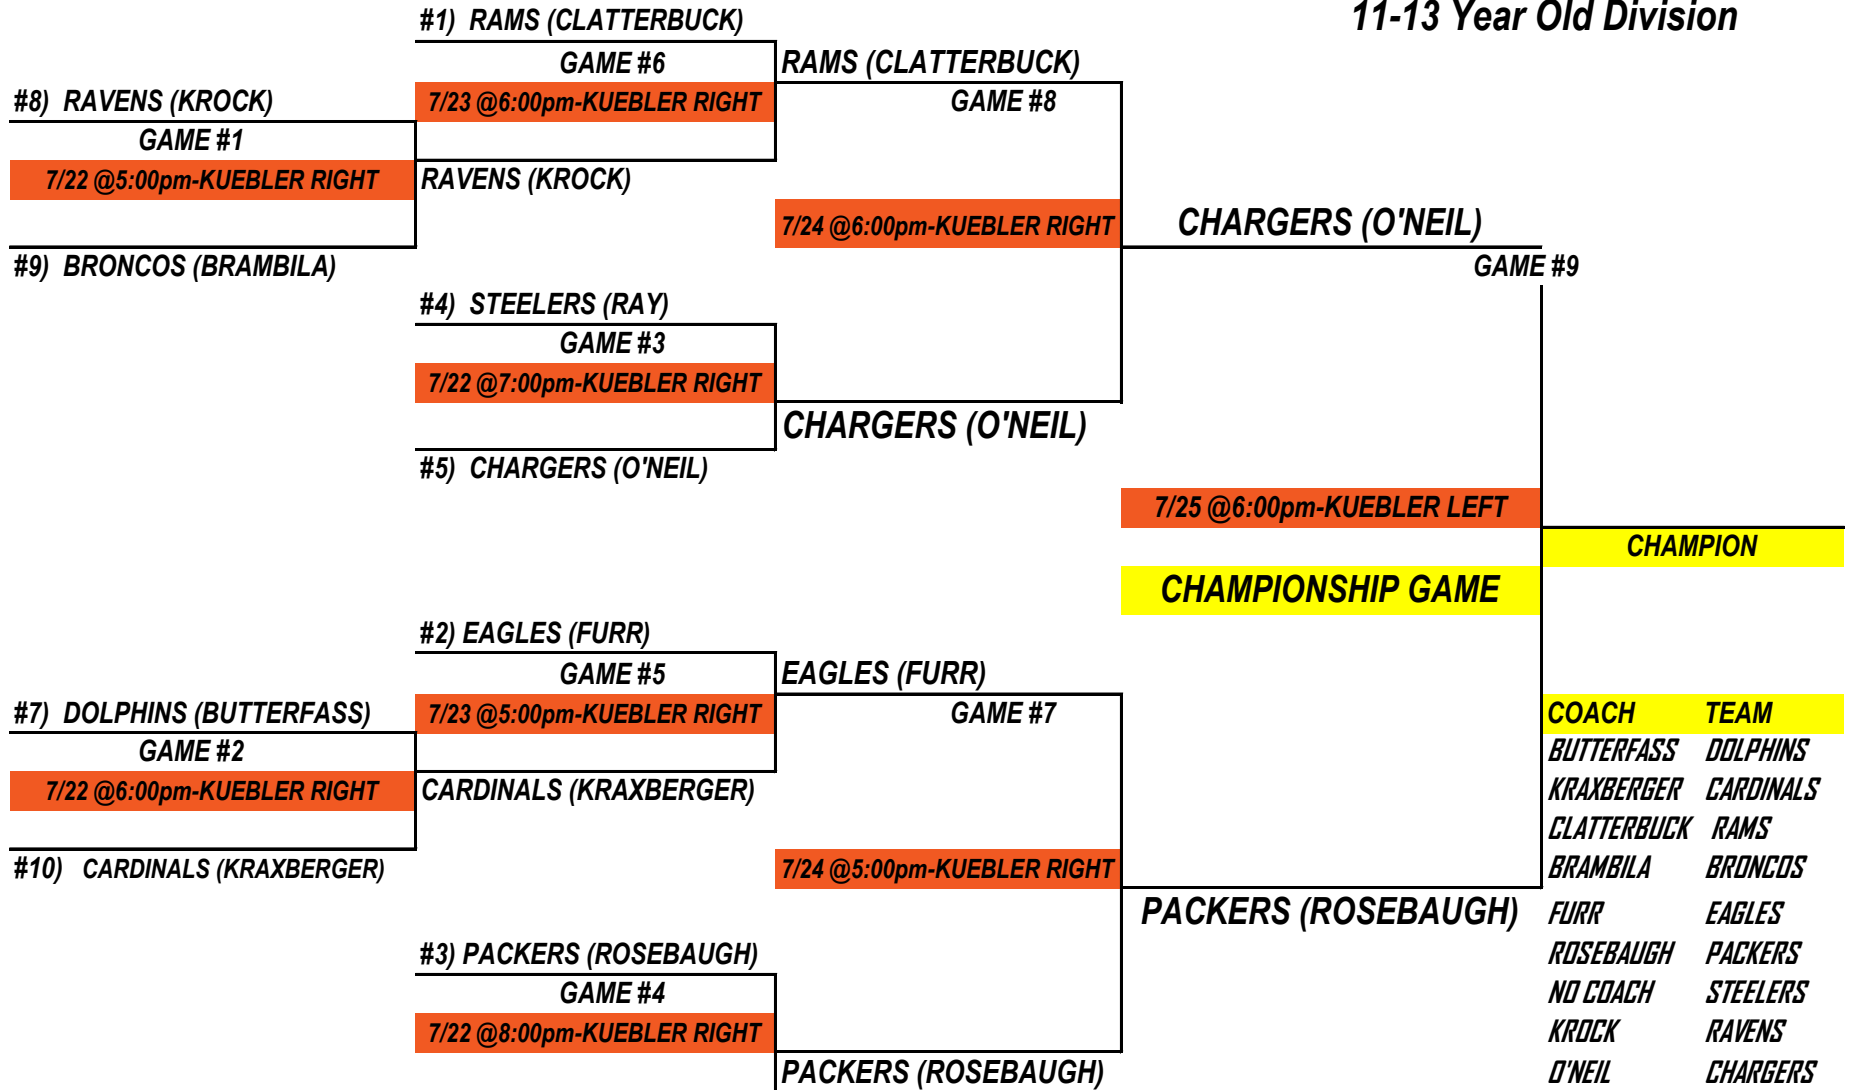 11-13 Year Old Division
#1) RAMS (CLATTERBUCK)
GAME #6
RAMS (CLATTERBUCK)
#8) RAVENS (KROCK)
7/23 @6:00pm-KUEBLER RIGHT
GAME #8
GAME #1
7/22 @5:00pm-KUEBLER RIGHT
RAVENS (KROCK)
7/24 @6:00pm-KUEBLER RIGHT
CHARGERS (O'NEIL)
#9) BRONCOS (BRAMBILA)
GAME #9
#4) STEELERS (RAY)
GAME #3
7/22 @7:00pm-KUEBLER RIGHT
CHARGERS (O'NEIL)
#5) CHARGERS (O'NEIL)
7/25 @6:00pm-KUEBLER LEFT
CHAMPION
CHAMPIONSHIP GAME
#2) EAGLES (FURR)
GAME #5
EAGLES (FURR)
#7) DOLPHINS (BUTTERFASS)
7/23 @5:00pm-KUEBLER RIGHT
GAME #7
GAME #2
7/22 @6:00pm-KUEBLER RIGHT
CARDINALS (KRAXBERGER)
#10) CARDINALS (KRAXBERGER)
7/24 @5:00pm-KUEBLER RIGHT
PACKERS (ROSEBAUGH)
#3) PACKERS (ROSEBAUGH)
GAME #4
7/22 @8:00pm-KUEBLER RIGHT
PACKERS (ROSEBAUGH)
COACH TEAM
BUTTERFASS DOLPHINS
KRAXBERGER CARDINALS
CLATTERBUCK RAMS
BRAMBILA BRONCOS
FURR EAGLES
ROSEBAUGH PACKERS
NO COACH STEELERS
KROCK RAVENS
O'NEIL CHARGERS